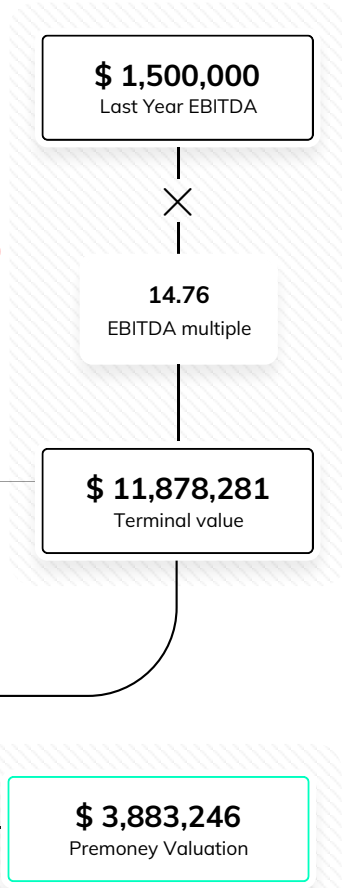 $ 1,500,000
Last Year EBITDA
14.76
EBITDA multiple
$ 11,878,281
Terminal value
$ 3,883,246
Premoney Valuation